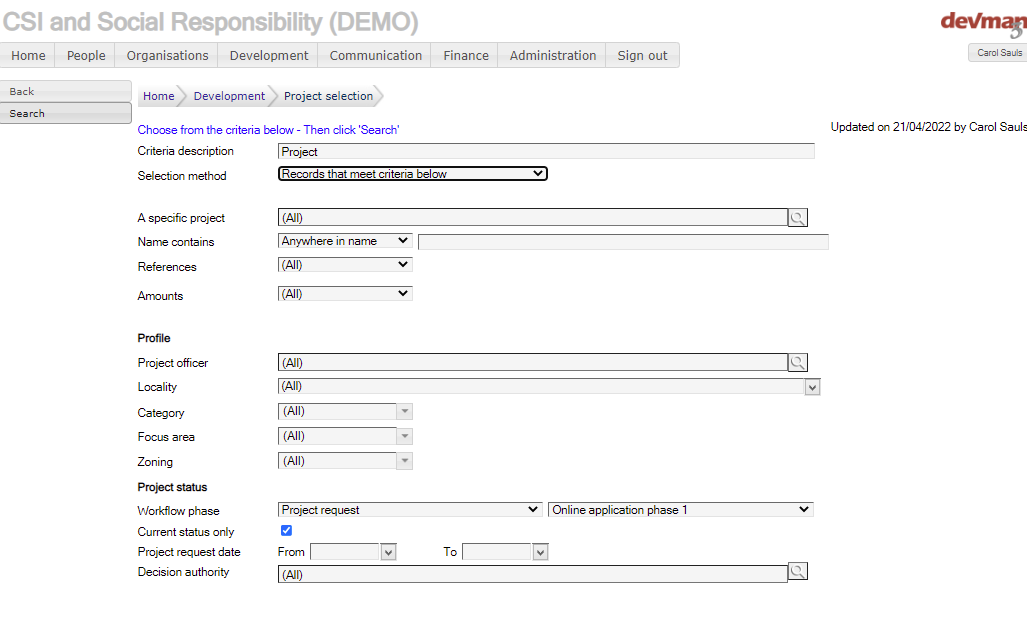 CSI and Social Responsibility (DEMO)
devman
3
Home People Organisations Development Communication Finance Administration Sign out
Carol Sauls
Back
Search
Home Development Project selection
Choose from the criteria below - Then click 'Search'
Updated on 21/04/2022 by Carol Sauls
Criteria description Project
Selection method Records that meet criteria below
A specific project (All)
Name contains Anywhere in name
References (All)
Amounts (All)
Profile
Project officer (All)
Locality (All)
Category (All)
Focus area (All)
Zoning (All)
Project status
Workflow phase Project request Online application phase 1
Current status only
Project request date From To
Decision authority (All)